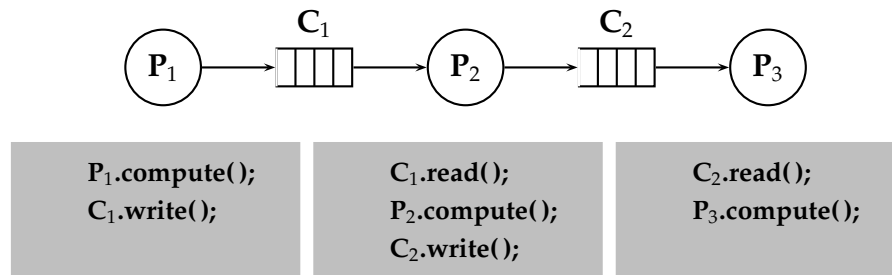 C₁ C₂
P₁ P₂ P₃
P₁.compute();
C₁.write();
C₁.read();
P₂.compute();
C₂.write();
C₂.read();
P₃.compute();